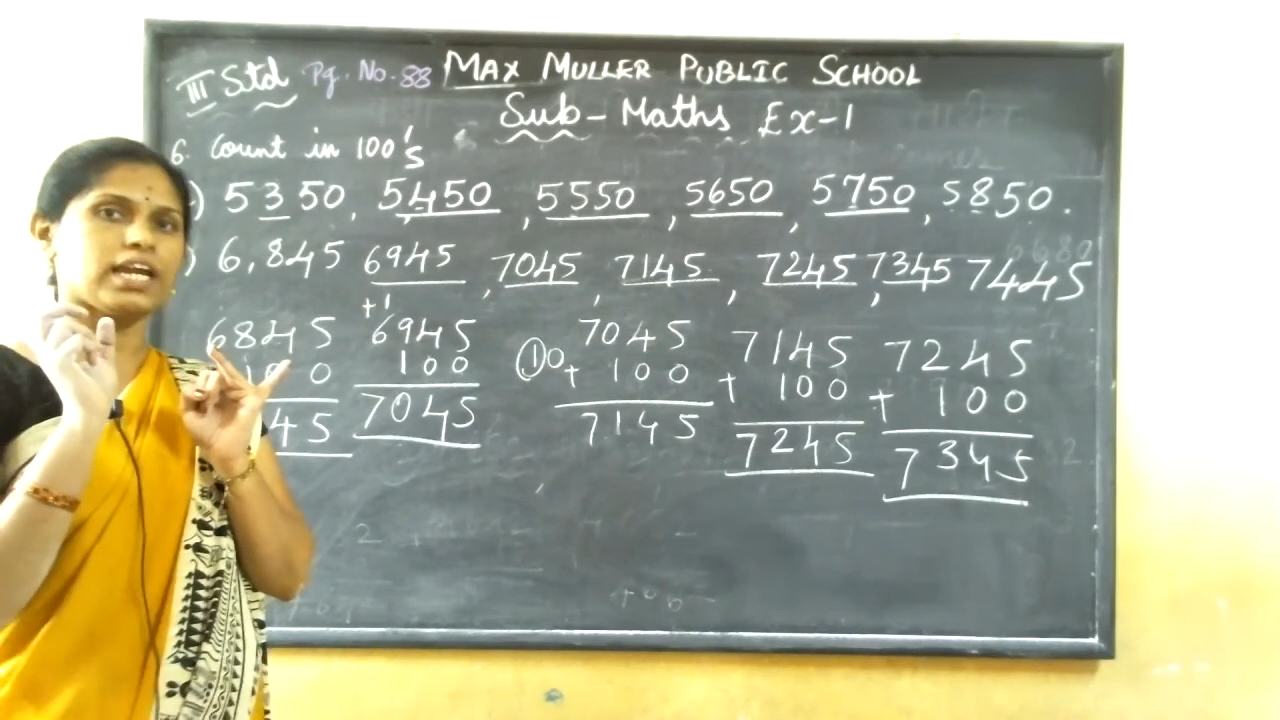 III Std Pg. No. 88 MAX MULLER PUBLIC SCHOOL
Sub - Maths Ex-1
6. Count in 100's
) 5350, 5450, 5550, 5650, 5750, 5850.
) 6,845 6945, 7045, 7145, 7245, 7345 7445
+1
6845 6945 7045 7145 7245
100 100 10 + 100 + 100 + 100
45 7045 7145 7245 7345